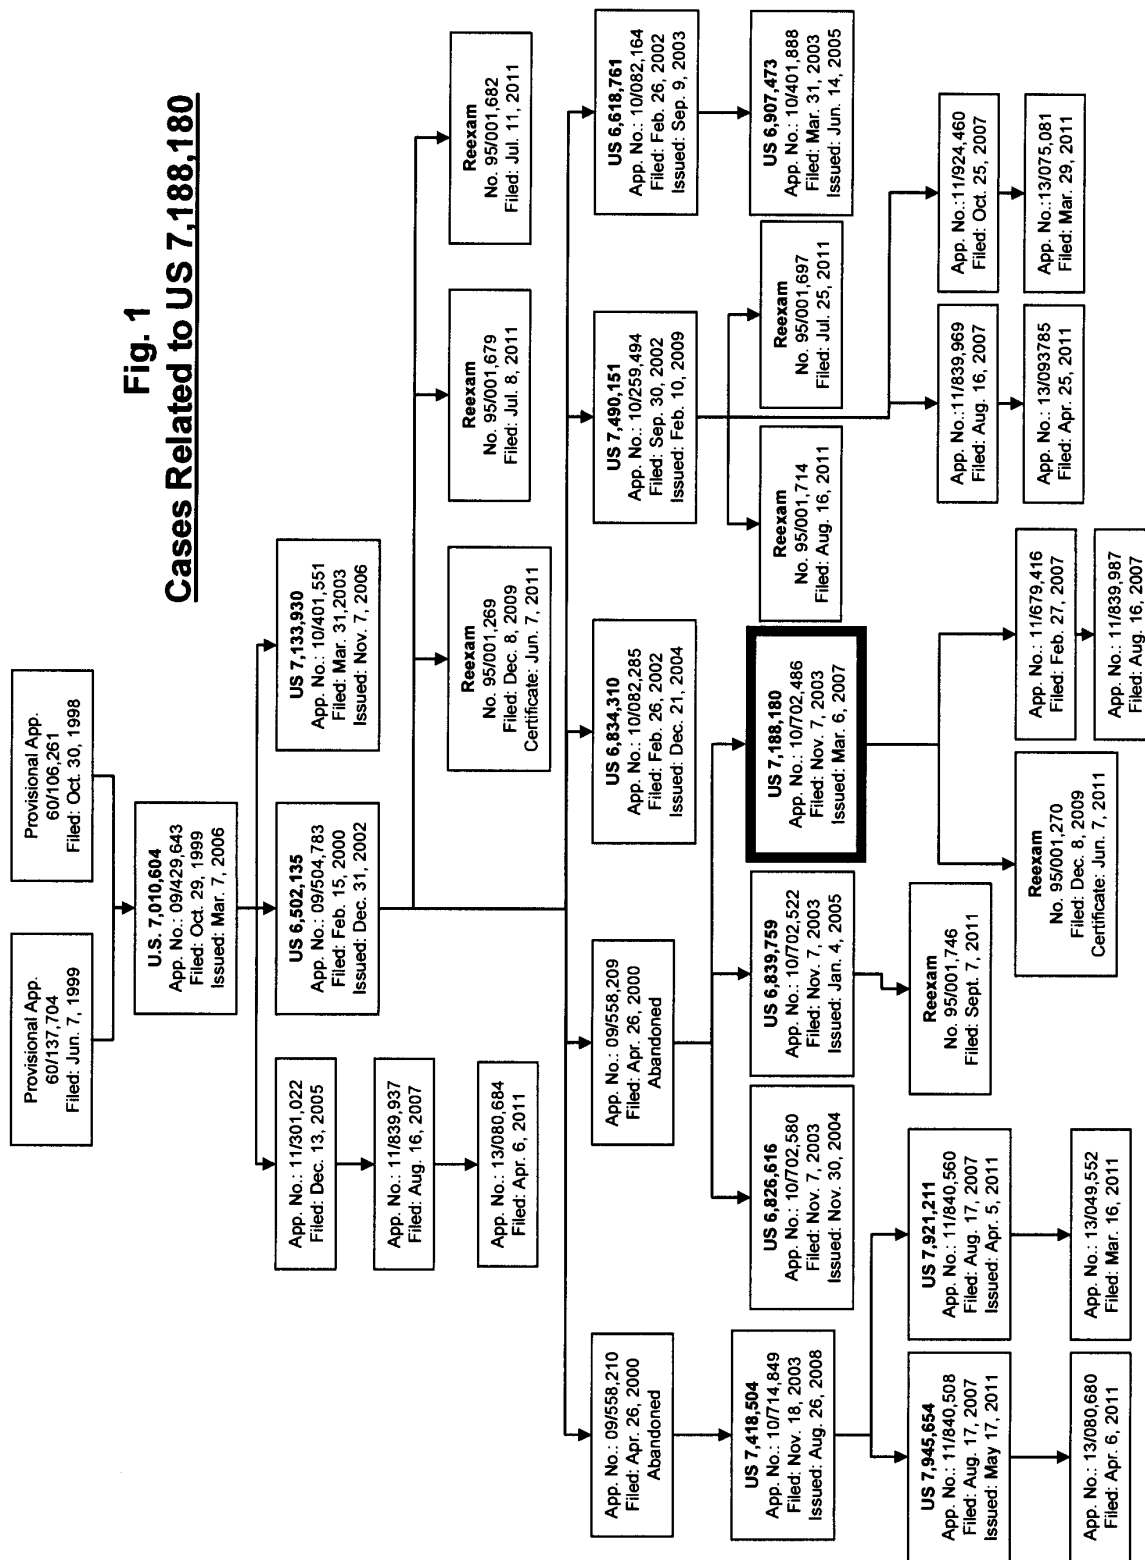 Fig. 1
Cases Related to US 7,188,180
Provisional App.
60/137,704
Filed: Jun. 7, 1999
Provisional App.
60/106,261
Filed: Oct. 30, 1998
U.S. 7,010,604
App. No.: 09/429,643
Filed: Oct. 29, 1999
Issued: Mar. 7, 2006
App. No.: 11/301,022
Filed: Dec. 13, 2005
US 6,502,135
App. No.: 09/504,783
Filed: Feb. 15, 2000
Issued: Dec. 31, 2002
US 7,133,930
App. No.: 10/401,551
Filed: Mar. 31,2003
Issued: Nov. 7, 2006
App. No.: 11/839,937
Filed: Aug. 16, 2007
App. No.: 13/080,684
Filed: Apr. 6, 2011
Reexam
No. 95/001,269
Filed: Dec. 8, 2009
Certificate: Jun. 7, 2011
Reexam
No. 95/001,679
Filed: Jul. 8, 2011
Reexam
No. 95/001,682
Filed: Jul. 11, 2011
App. No.: 09/558,210
Filed: Apr. 26, 2000
Abandoned
App. No.: 09/558,209
Filed: Apr. 26, 2000
Abandoned
US 6,834,310
App. No.: 10/082,285
Filed: Feb. 26, 2002
Issued: Dec. 21, 2004
US 7,490,151
App. No.: 10/259,494
Filed: Sep. 30, 2002
Issued: Feb. 10, 2009
US 6,618,761
App. No.: 10/082,164
Filed: Feb. 26, 2002
Issued: Sep. 9, 2003
US 7,418,504
App. No.: 10/714,849
Filed: Nov. 18, 2003
Issued: Aug. 26, 2008
US 6,826,616
App. No.: 10/702,580
Filed: Nov. 7, 2003
Issued: Nov. 30, 2004
US 6,839,759
App. No.: 10/702,522
Filed: Nov. 7, 2003
Issued: Jan. 4, 2005
US 7,188,180
App. No.: 10/702,486
Filed: Nov. 7, 2003
Issued: Mar. 6, 2007
Reexam
No. 95/001,714
Filed: Aug. 16, 2011
Reexam
No. 95/001,697
Filed: Jul. 25, 2011
US 6,907,473
App. No.: 10/401,888
Filed: Mar. 31, 2003
Issued: Jun. 14, 2005
US 7,945,654
App. No.: 11/840,508
Filed: Aug. 17, 2007
Issued: May 17, 2011
US 7,921,211
App. No.: 11/840,560
Filed: Aug. 17, 2007
Issued: Apr. 5, 2011
Reexam
No. 95/001,746
Filed: Sept. 7, 2011
App. No.:11/839,969
Filed: Aug. 16, 2007
App. No.:11/924,460
Filed: Oct. 25, 2007
Reexam
No. 95/001,270
Filed: Dec. 8, 2009
Certificate: Jun. 7, 2011
App. No.: 11/679,416
Filed: Feb. 27, 2007
App. No.: 13/093785
Filed: Apr. 25, 2011
App. No.:13/075,081
Filed: Mar. 29, 2011
App. No.: 13/080,680
Filed: Apr. 6, 2011
App. No.: 13/049,552
Filed: Mar. 16, 2011
App. No.: 11/839,987
Filed: Aug. 16, 2007